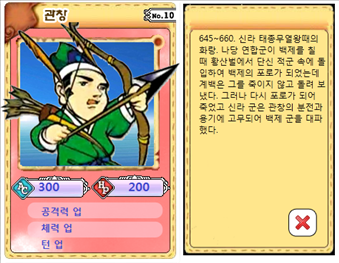 관창
No.10
AC 300
HP 200
공격력 업
체력 업
턴 업
645~660. 신라 태종무열왕때의
화랑. 나당 연합군이 백제를 칠
때 황산벌에서 단신 적군 속에 돌
입하여 백제의 포로가 되었는데
계백은 그를 죽이지 않고 돌려 보
냈다. 그러나 다시 포로가 되어
죽었고 신라 군은 관창의 분전과
용기에 고무되어 백제 군을 대파
했다.